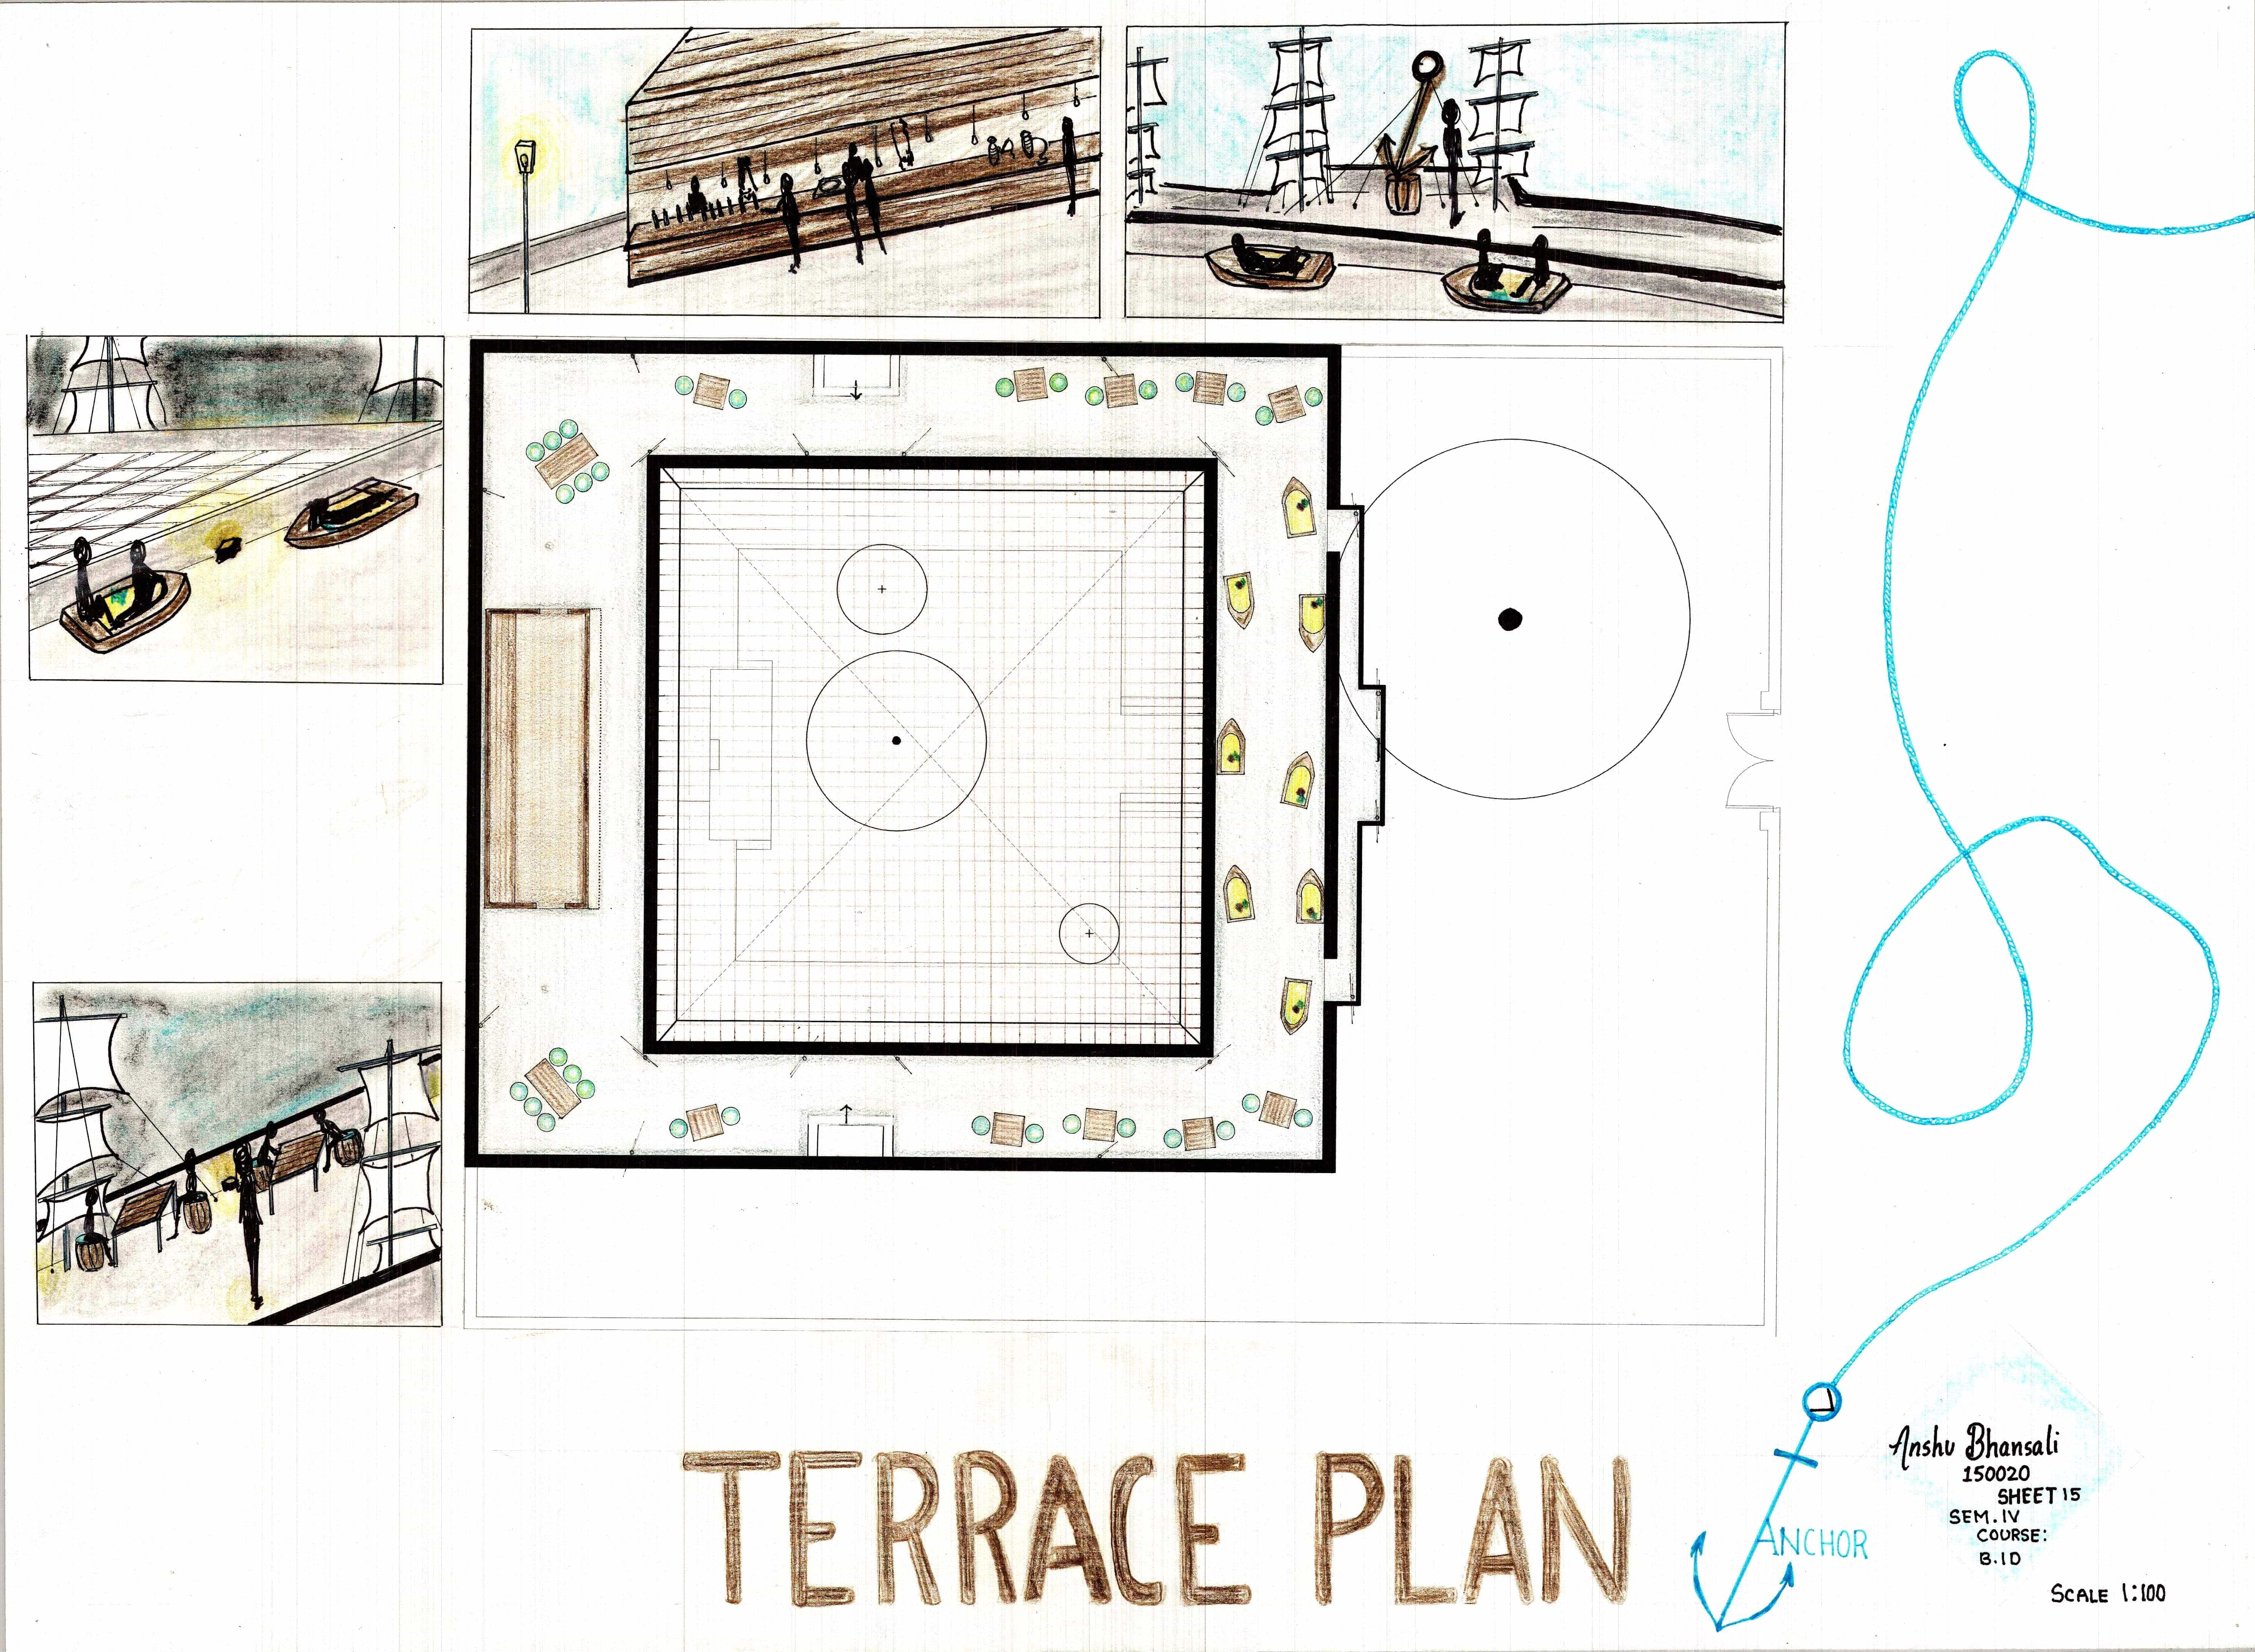 TERRACE PLAN
ANCHOR
Anshu Bhansali
150020
SHEET 15
SEM. IV
COURSE:
B.ID
SCALE 1:100